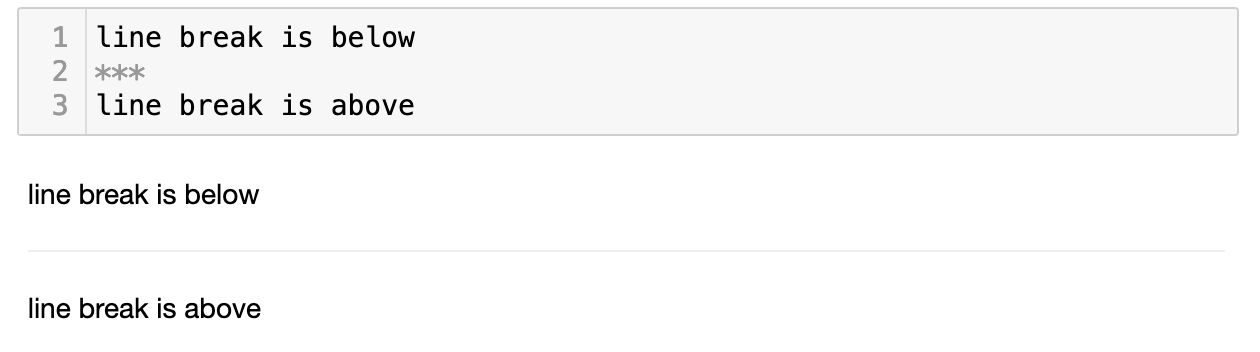 1 line break is below
2 ***
3 line break is above
line break is below
line break is above